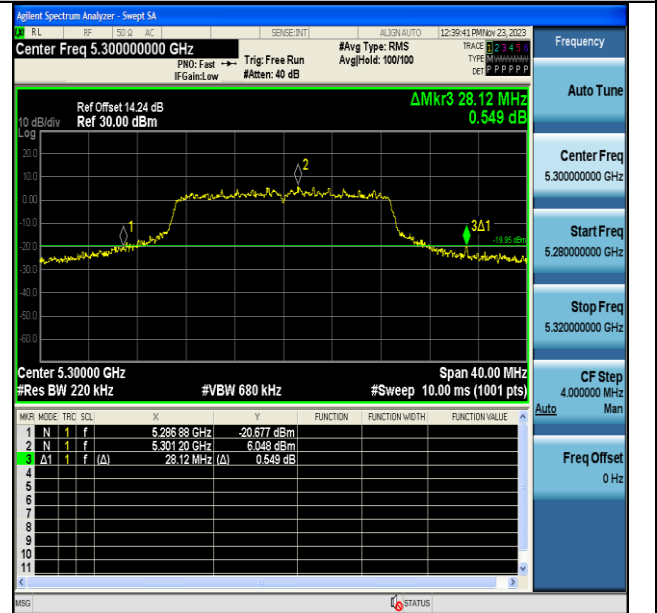 Agilent Spectrum Analyzer - Swept SA
RL RF 50 Ω AC SENSE:INT ALIGN AUTO 12:39:41 PM Nov 23, 2023
Center Freq 5.300000000 GHz #Avg Type: RMS TRACE 1 2 3 4 5 6
PNO: Fast Trig: Free Run Avg|Hold: 100/100 TYPE M
IFGain:Low #Atten: 40 dB DET P P P P P P
Frequency
Auto Tune
Center Freq
5.300000000 GHz
Start Freq
5.280000000 GHz
Stop Freq
5.320000000 GHz
CF Step
4.000000 MHz
Auto Man
Freq Offset
0 Hz
ΔMkr3 28.12 MHz
0.549 dB
Ref Offset 14.24 dB
10 dB/div Ref 30.00 dBm
Log
20.0
10.0
0.00
-10.0
-20.0
-30.0
-40.0
-50.0
-60.0
1
2
3Δ1
-19.95 dBm
Center 5.30000 GHz Span 40.00 MHz
#Res BW 220 kHz #VBW 680 kHz #Sweep 10.00 ms (1001 pts)
MKR MODE TRC SCL X Y FUNCTION FUNCTION WIDTH FUNCTION VALUE
1 N 1 f 5.286 88 GHz -20.677 dBm
2 N 1 f 5.301 20 GHz 6.048 dBm
3 Δ1 1 f (Δ) 28.12 MHz (Δ) 0.549 dB
4
5
6
7
8
9
10
11
MSG STATUS